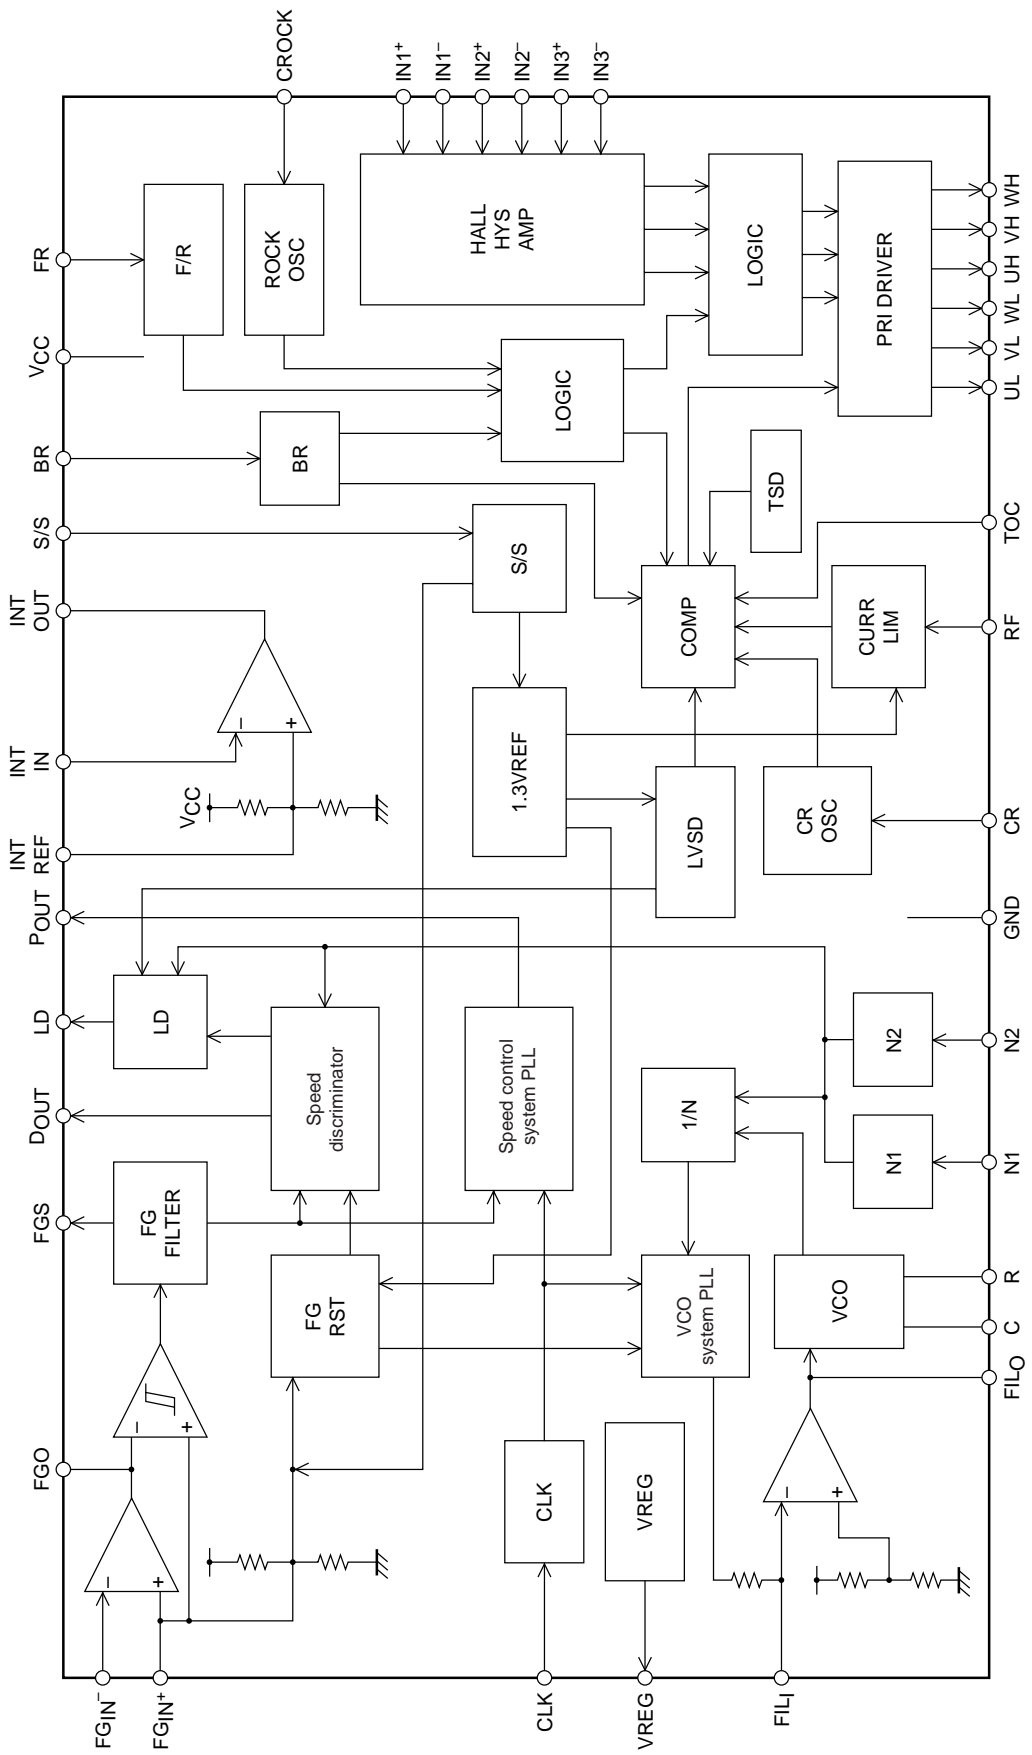 FGIN–
FGIN+
FGO
FGS
DOUT
LD
POUT
INT
REF
INT
IN
INT
OUT
S/S
BR
VCC
FR
CROCK
IN1+
IN1–
IN2+
IN2–
IN3+
IN3–
FG
FILTER
LD
VCC
BR
F/R
ROCK
OSC
HALL
HYS
AMP
FG
RST
Speed
discriminator
Speed control
system PLL
1.3VREF
S/S
LOGIC
LOGIC
CLK
VREG
VCO
system PLL
1/N
LVSD
COMP
TSD
PRI DRIVER
VCO
N1
N2
CR
OSC
CURR
LIM
CLK
VREG
FILI
FILO
C
R
N1
N2
GND
CR
RF
TOC
UL
VL
WL
UH
VH
WH
– +
– +
– +
– +